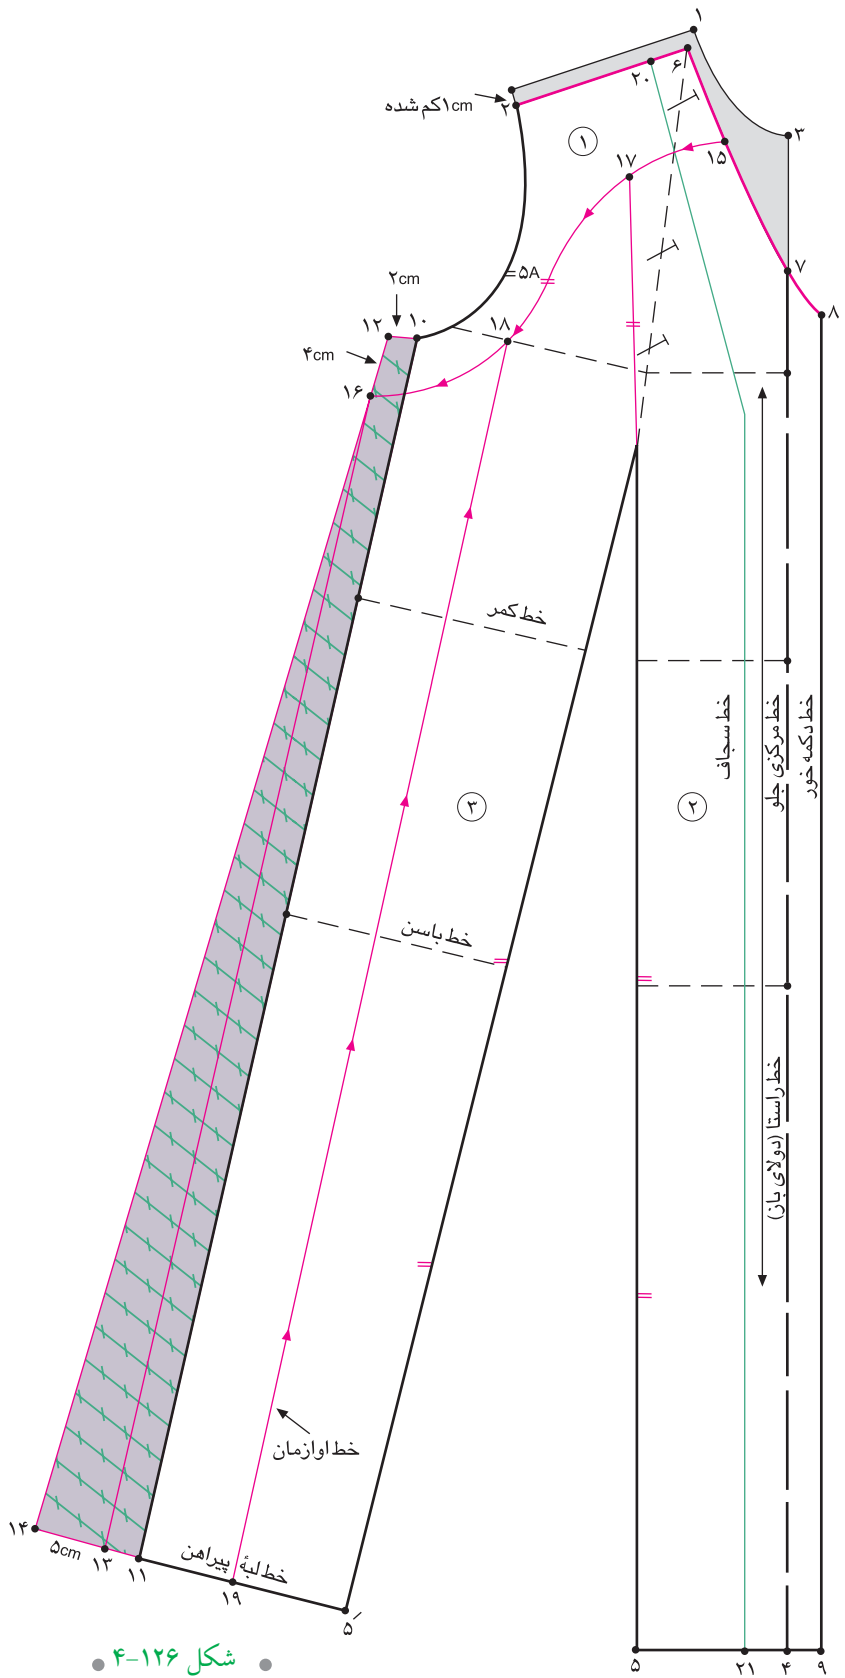 ۱
۶
۲۰
۲
۱cm کم شده
۳
۱
۱۵
۱۷
۷
۸
۵A
۲cm
۱۲
۱۰
۱۸
۴cm
۱۶
خط کمر
خط سجاف
خط مرکزی جلو
خط دکمه خور
۳
۲
خط باسن
خط راستا (دولای باز)
خط اوازمان
۱۴
۵cm
۱۳
۱۱
خط لبهٔ پیراهن
۱۹
۵′
۵
۲۱
۴
۹
شکل ۱۲۶-۴